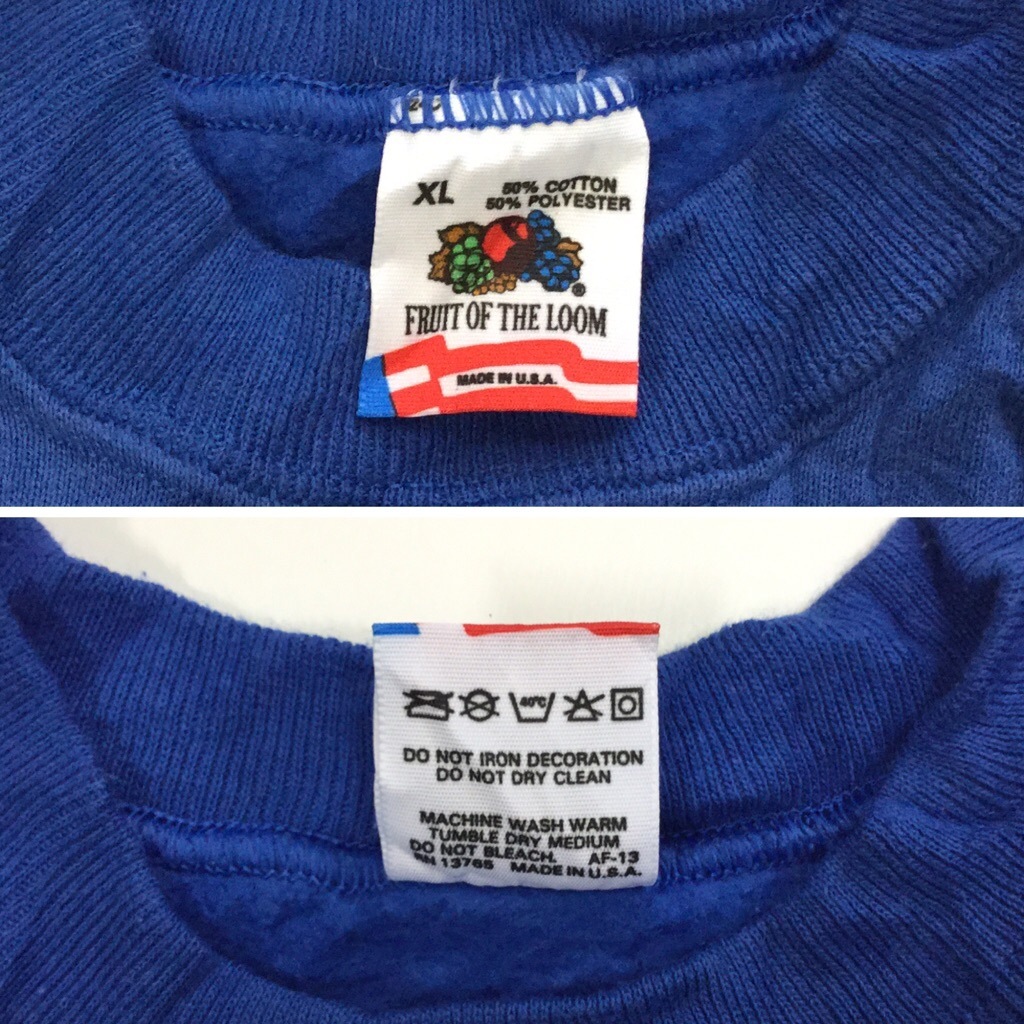 XL
50% COTTON
50% POLYESTER
FRUIT OF THE LOOM
MADE IN U.S.A.
40°C
DO NOT IRON DECORATION
DO NOT DRY CLEAN
MACHINE WASH WARM
TUMBLE DRY MEDIUM
DO NOT BLEACH. AF-13
RN 13765 MADE IN U.S.A.